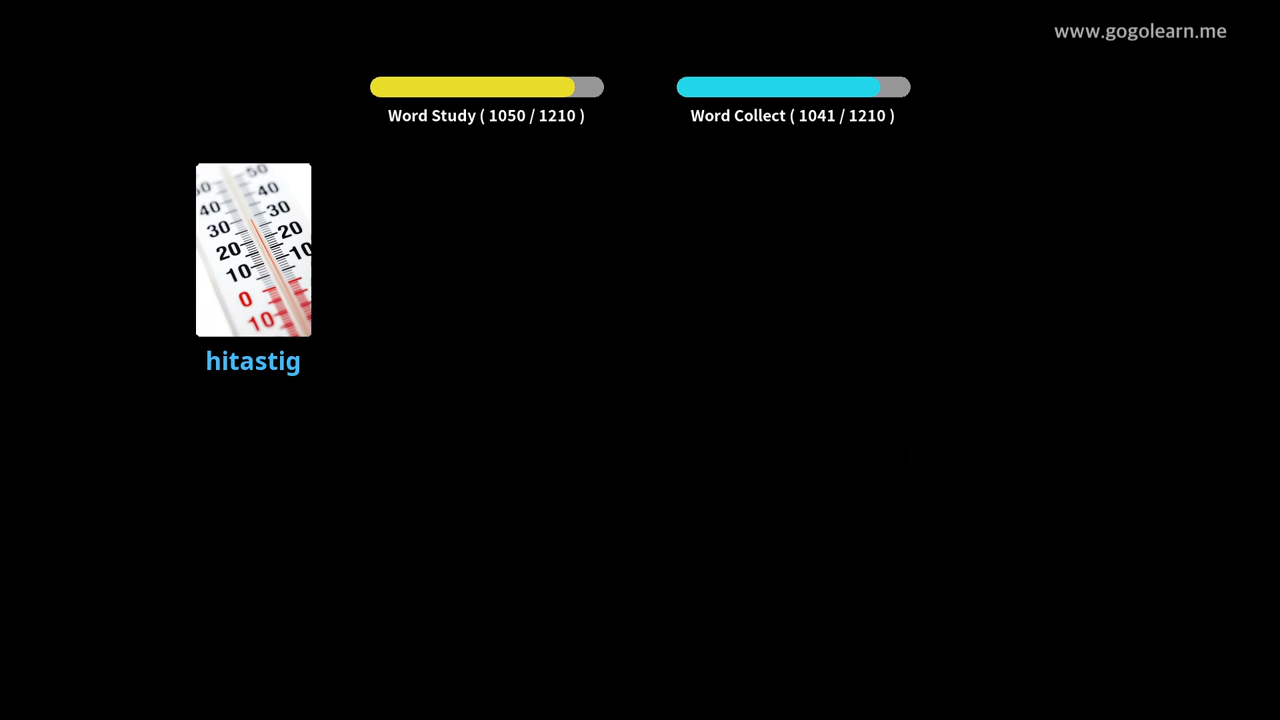 www.gogolearn.me
Word Study ( 1050 / 1210 )
Word Collect ( 1041 / 1210 )
50
40
40
30
30
20
20
10
10
0
10
hitastig